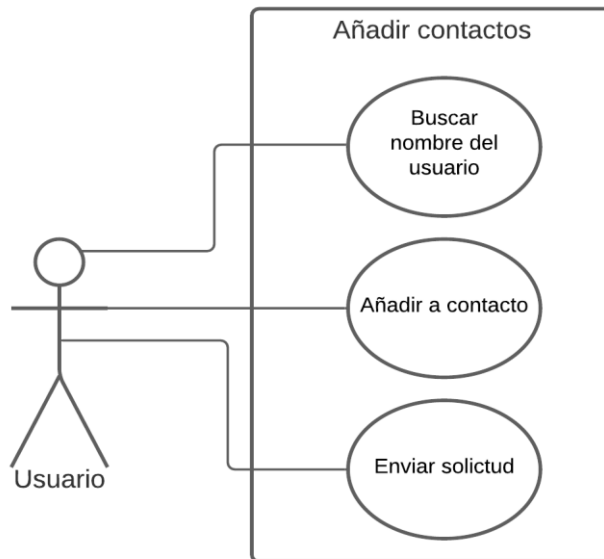 Añadir contactos
Buscar
nombre del
usuario
Añadir a contacto
Enviar solictud
Usuario